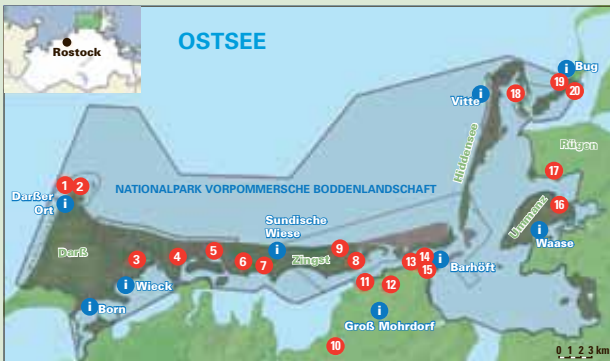 Rostock
OSTSEE
Bug
19
20
18
Vitte
Hiddensee
Rügen
17
1
2
NATIONALPARK VORPOMMERSCHE BODDENLANDSCHAFT
Darßer
Ort
16
Ummanz
Waase
Sundische
Wiese
Darß
3
4
5
6
7
Zingst
9
8
13
14
15
Barhöft
Wieck
11
12
Born
Groß Mohrdorf
10
0 1 2 3 km